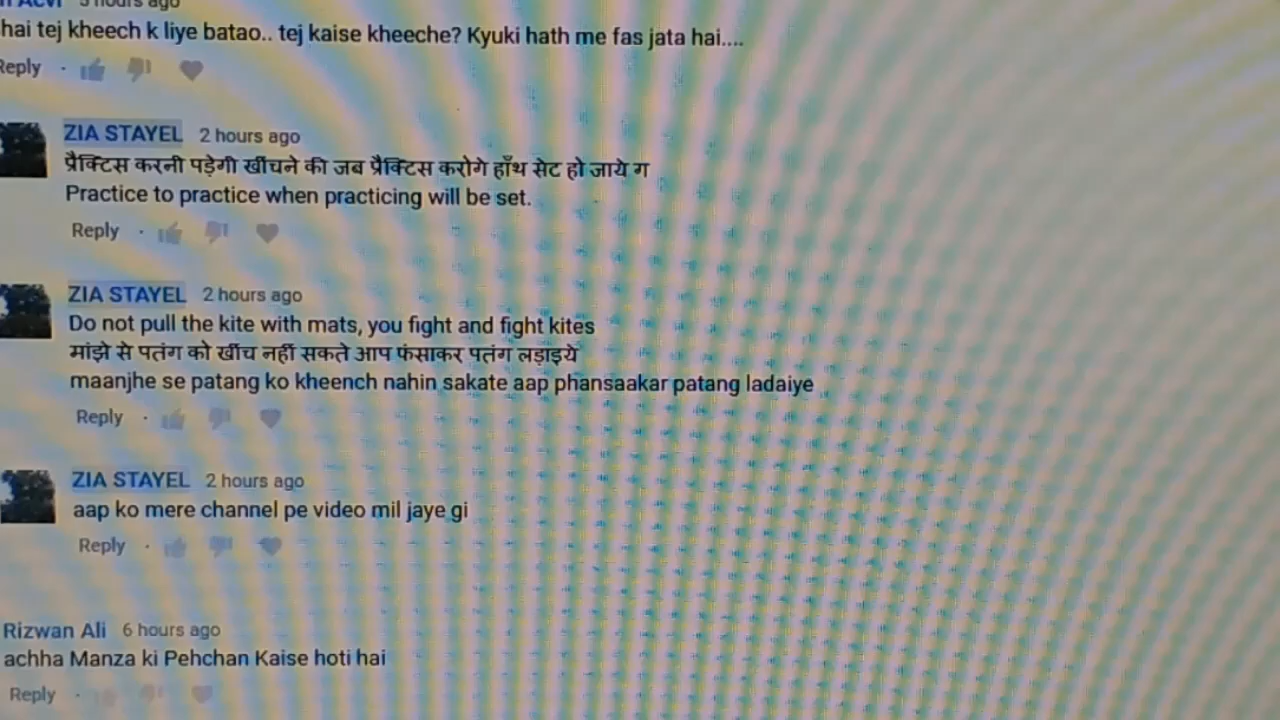 hours ago
hai tej kheech k liye batao.. tej kaise kheeche? Kyuki hath me fas jata hai....
Reply
ZIA STAYEL 2 hours ago
प्रैक्टिस करनी पड़ेगी खींचने की जब प्रैक्टिस करोगे हाँथ सेट हो जाये ग
Practice to practice when practicing will be set.
Reply
ZIA STAYEL 2 hours ago
Do not pull the kite with mats, you fight and fight kites
मांझे से पतंग को खींच नहीं सकते आप फंसाकर पतंग लड़ाइये
maanjhe se patang ko kheench nahin sakate aap phansaakar patang ladaiye
Reply
ZIA STAYEL 2 hours ago
aap ko mere channel pe video mil jaye gi
Reply
Rizwan Ali 6 hours ago
achha Manza ki Pehchan Kaise hoti hai
Reply